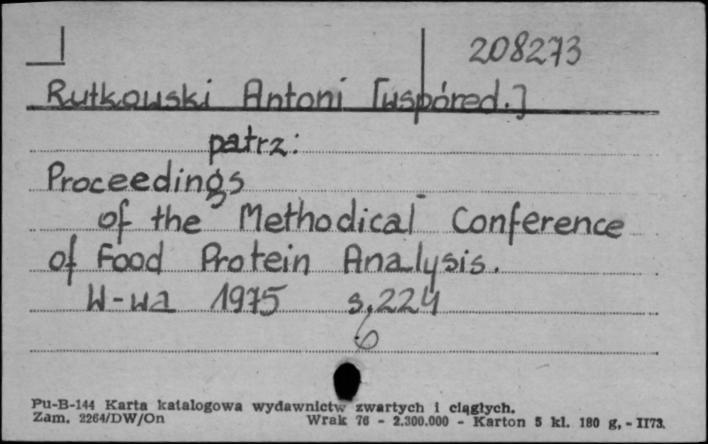 208273
Rutkowski Antoni [współred.]
patrz:
Proceedings
of the Methodical Conference
of Food Protein Analysis.
W-wa 1975 s. 224
6
Pu-B-144 Karta katalogowa wydawnictw zwartych i ciągłych.
Zam. 2264/DW/On Wrak 76 - 2.300.000 - Karton 5 kl. 180 g, - II73.